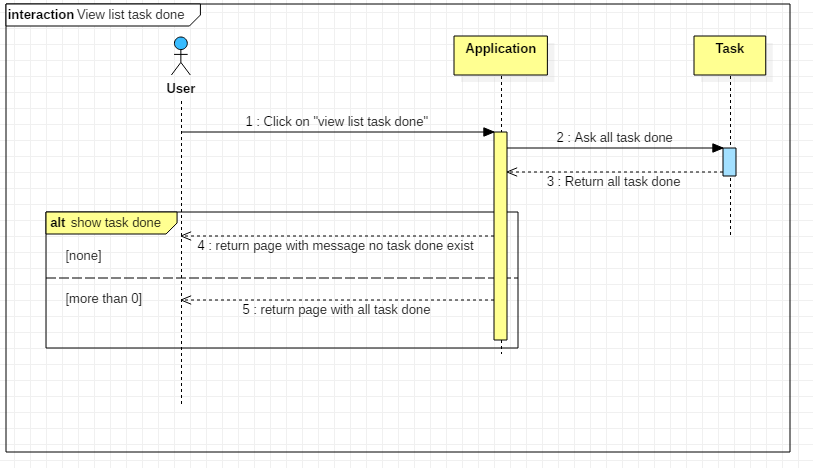 interaction View list task done
User
Application
Task
1 : Click on "view list task done"
2 : Ask all task done
3 : Return all task done
alt show task done
4 : return page with message no task done exist
[none]
[more than 0]
5 : return page with all task done